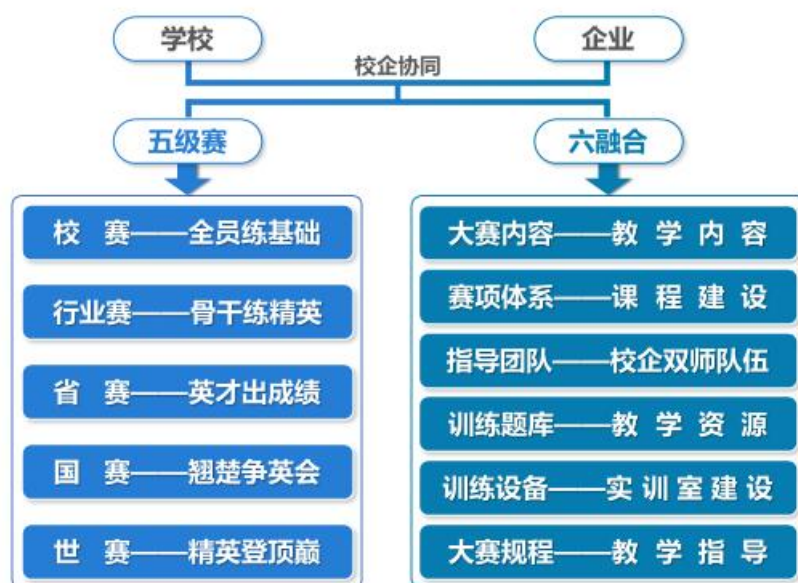 学校
企业
校企协同
五级赛
六融合
校 赛——全员练基础
行业赛——骨干练精英
省 赛——英才出成绩
国 赛——翘楚争英会
世 赛——精英登顶巅
大赛内容——教 学 内 容
赛项体系——课 程 建 设
指导团队——校企双师队伍
训练题库——教 学 资 源
训练设备——实 训 室 建 设
大赛规程——教 学 指 导